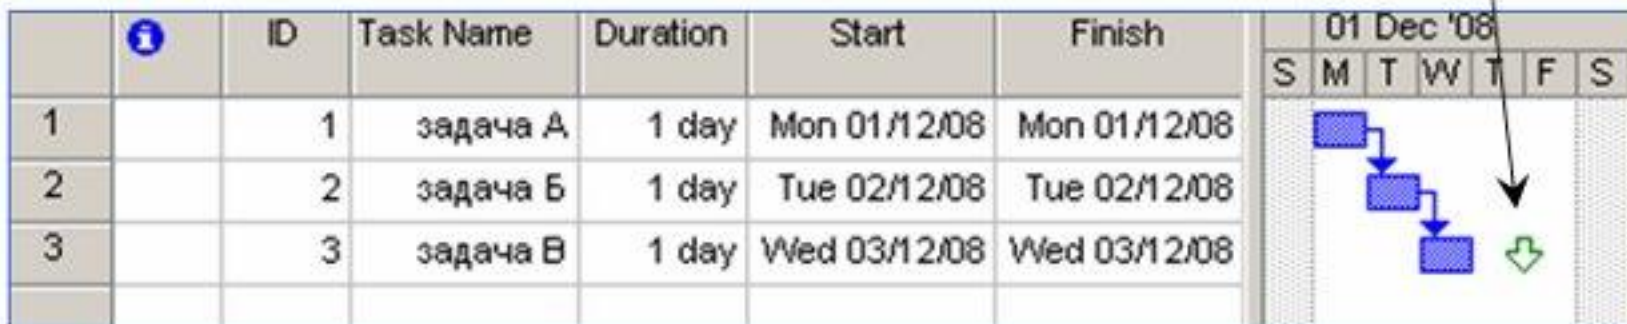 ID Task Name Duration Start Finish 01 Dec '08
S M T W T F S
1 1 задача А 1 day Mon 01/12/08 Mon 01/12/08
2 2 задача Б 1 day Tue 02/12/08 Tue 02/12/08
3 3 задача В 1 day Wed 03/12/08 Wed 03/12/08